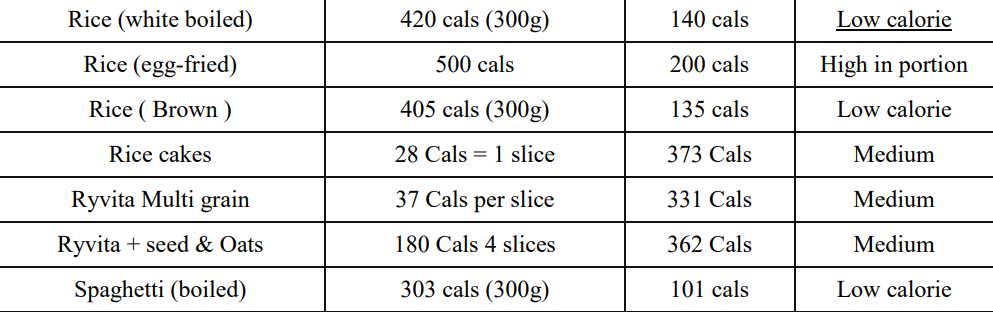 Rice (white boiled) 420 cals (300g) 140 cals Low calorie
Rice (egg-fried) 500 cals 200 cals High in portion
Rice ( Brown ) 405 cals (300g) 135 cals Low calorie
Rice cakes 28 Cals = 1 slice 373 Cals Medium
Ryvita Multi grain 37 Cals per slice 331 Cals Medium
Ryvita + seed & Oats 180 Cals 4 slices 362 Cals Medium
Spaghetti (boiled) 303 cals (300g) 101 cals Low calorie